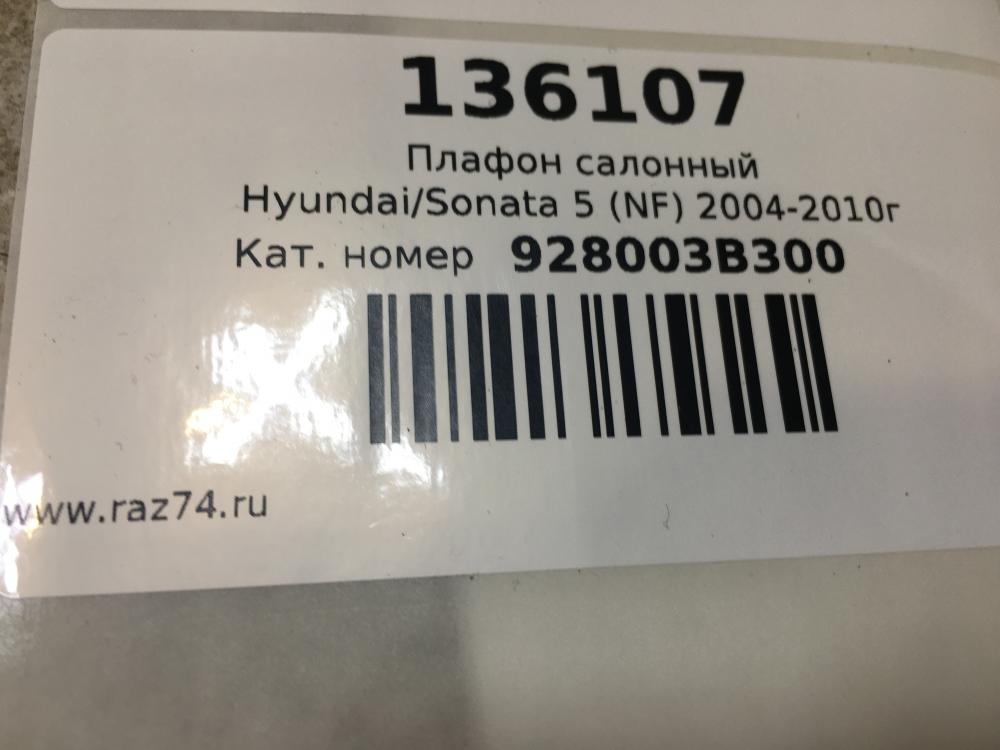 136107
Плафон салонный
Hyundai/Sonata 5 (NF) 2004-2010г
Кат. номер 928003B300
www.raz74.ru